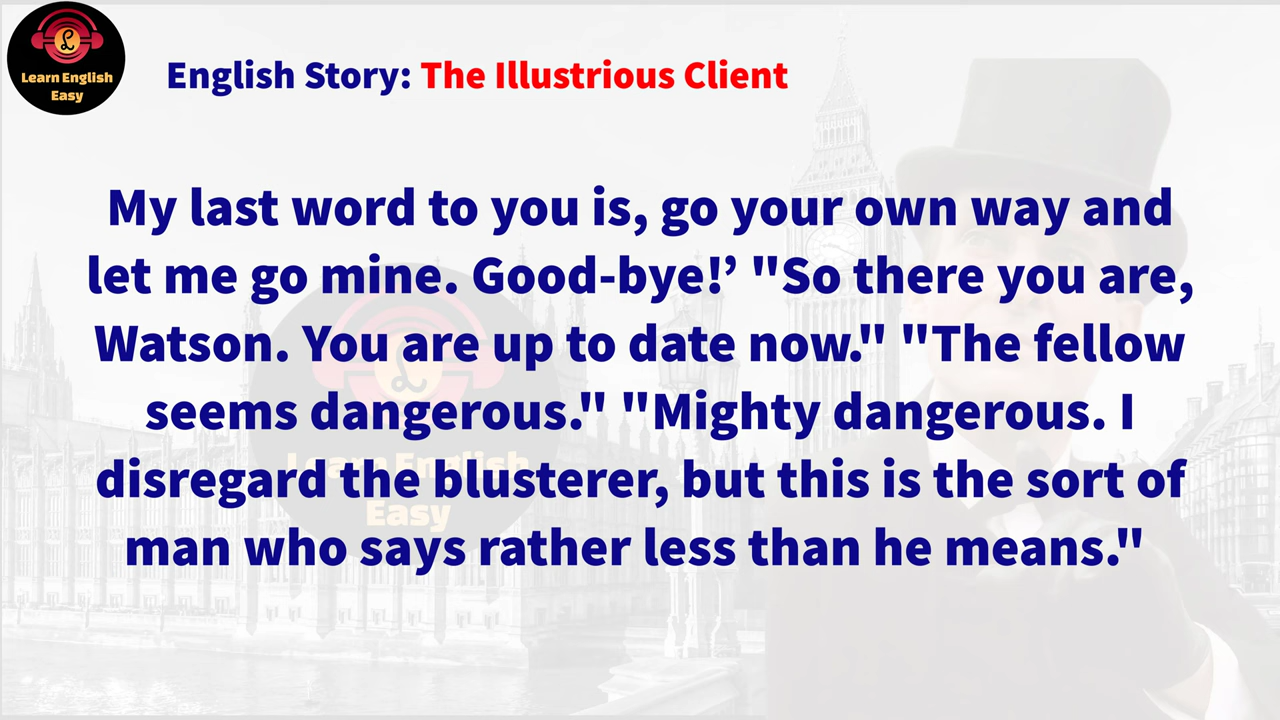 Learn English
Easy
English Story: The Illustrious Client
My last word to you is, go your own way and
let me go mine. Good-bye!’ "So there you are,
Watson. You are up to date now." "The fellow
seems dangerous." "Mighty dangerous. I
disregard the blusterer, but this is the sort of
man who says rather less than he means."
Learn English
Easy